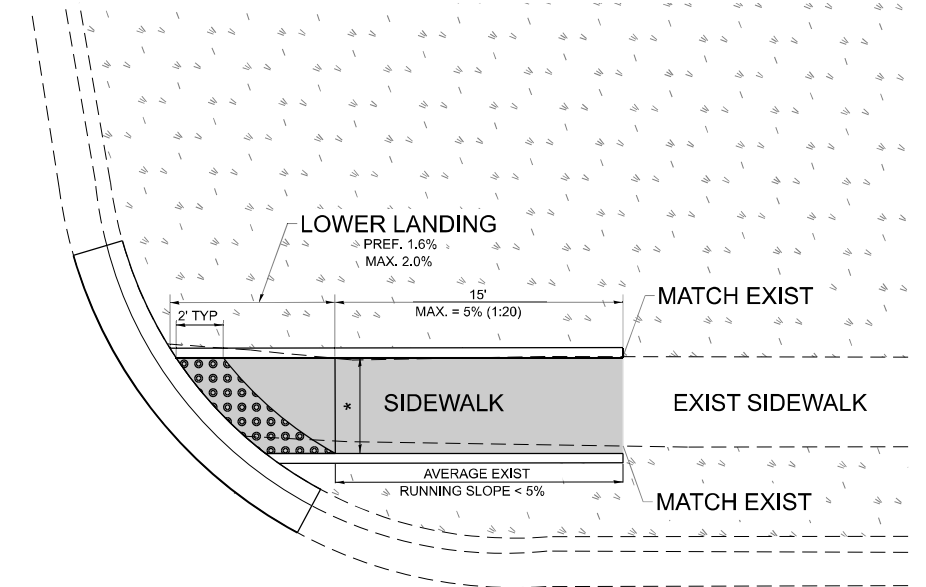 LOWER LANDING
PREF. 1.6%
MAX. 2.0%
15'
MAX. = 5% (1:20)
MATCH EXIST
2' TYP
*
SIDEWALK
EXIST SIDEWALK
AVERAGE EXIST
RUNNING SLOPE < 5%
MATCH EXIST